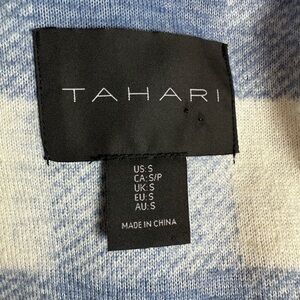 TAHARI
US:S
CA:S/P
UK:S
EU:S
AU:S
MADE IN CHINA